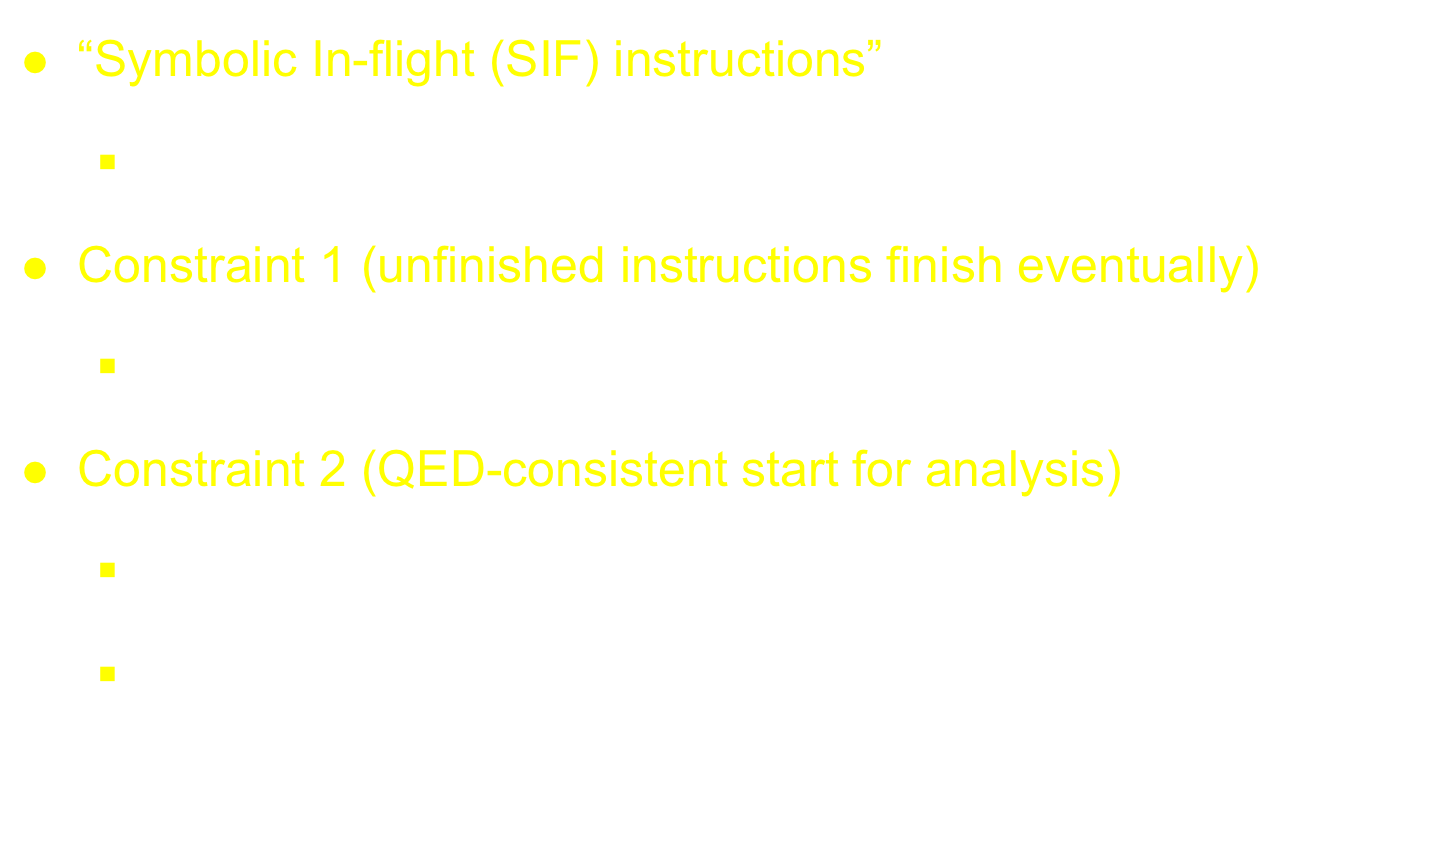 ● “Symbolic In-flight (SIF) instructions”
▪
● Constraint 1 (unfinished instructions finish eventually)
▪
● Constraint 2 (QED-consistent start for analysis)
▪
▪